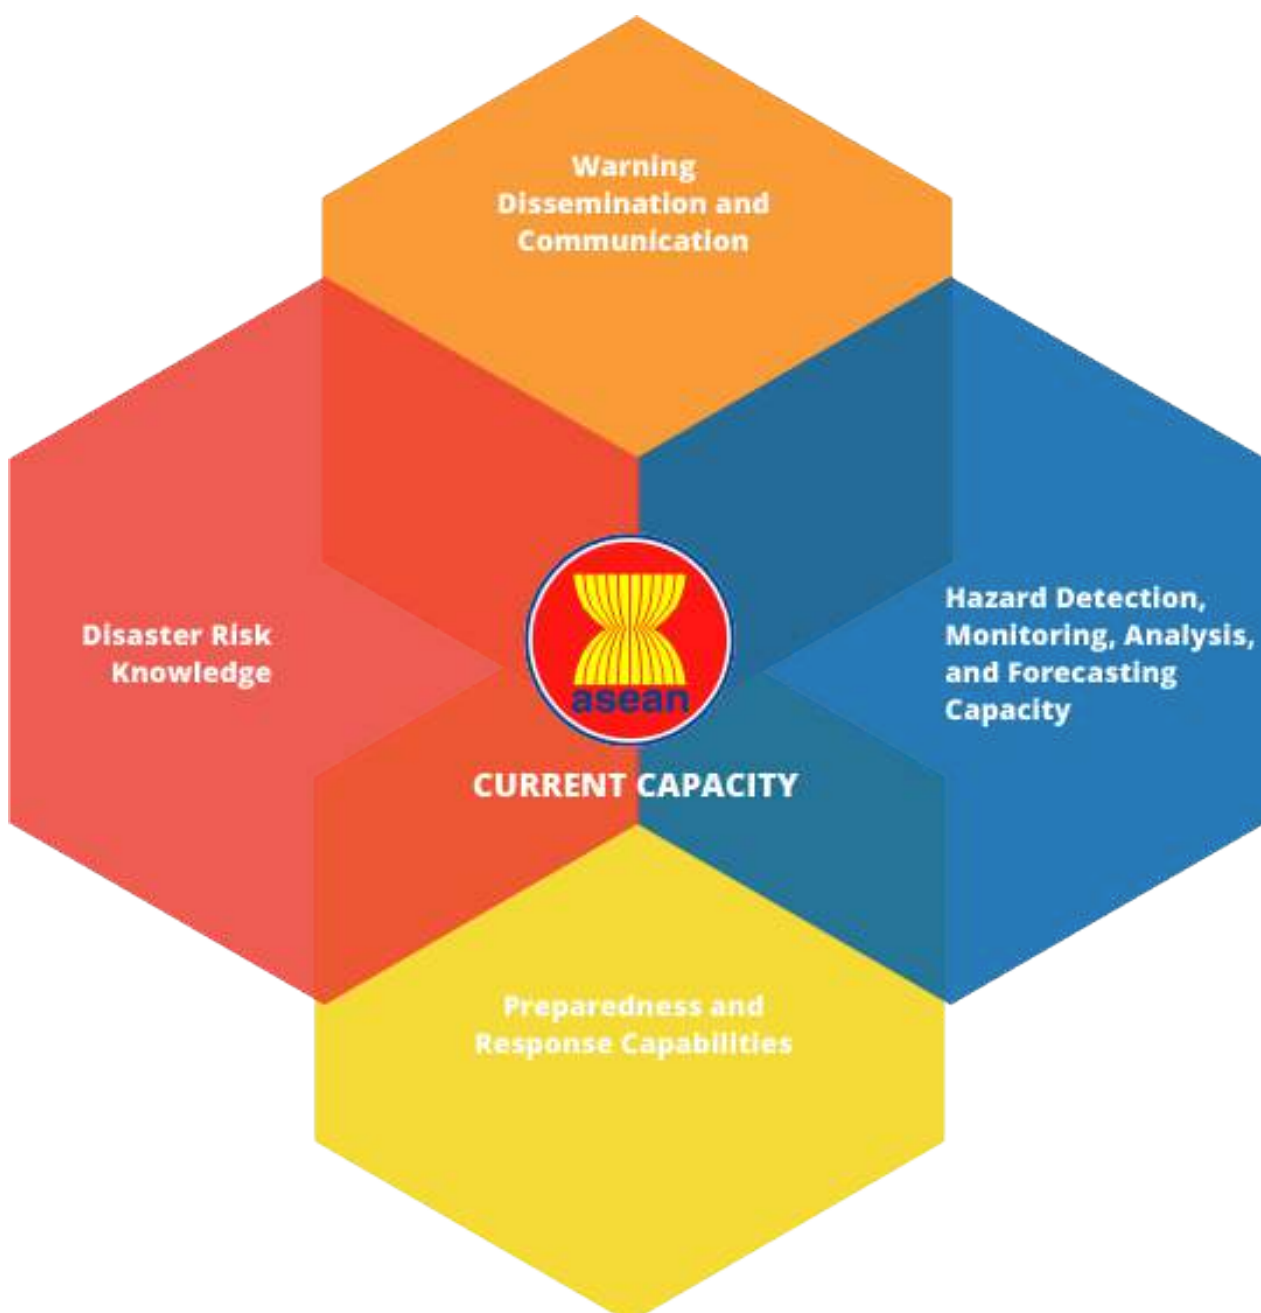 Warning
Dissemination and
Communication
Disaster Risk
Knowledge
Hazard Detection,
Monitoring, Analysis,
and Forecasting
Capacity
asean
CURRENT CAPACITY
Preparedness and
Response Capabilities